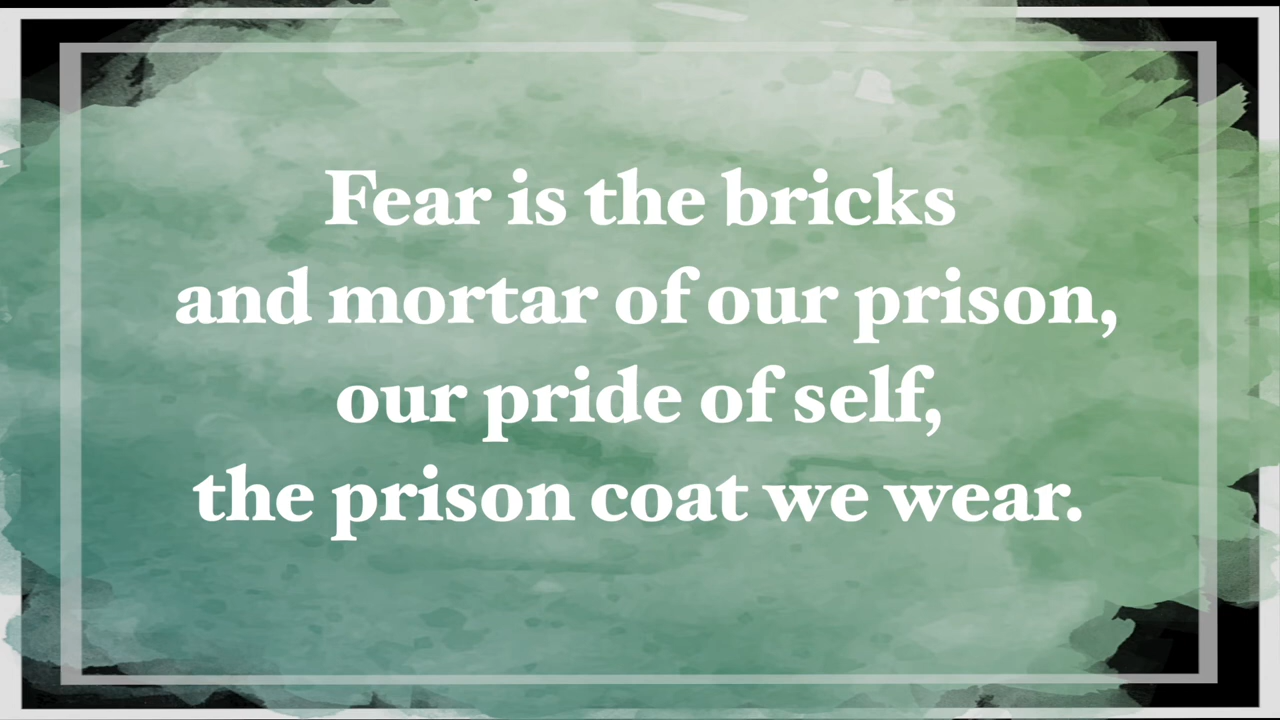 Fear is the bricks
and mortar of our prison,
our pride of self,
the prison coat we wear.